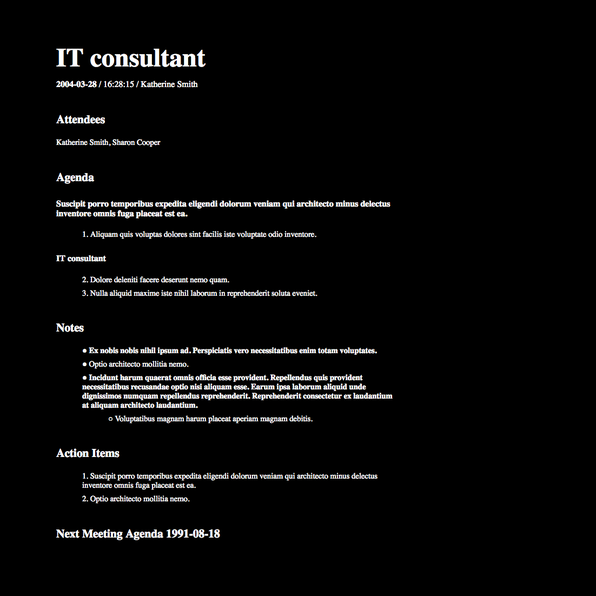 IT consultant
2004-03-28 / 16:28:15 / Katherine Smith
Attendees
Katherine Smith, Sharon Cooper
Agenda
Suscipit porro temporibus expedita eligendi dolorum veniam qui architecto minus delectus
inventore omnis fuga placeat est ea.
1. Aliquam quis voluptas dolores sint facilis iste voluptate odio inventore.
IT consultant
2. Dolore deleniti facere deserunt nemo quam.
3. Nulla aliquid maxime iste nihil laborum in reprehenderit soluta eveniet.
Notes
● Ex nobis nobis nihil ipsum ad. Perspiciatis vero necessitatibus enim totam voluptates.
● Optio architecto mollitia nemo.
● Incidunt harum quaerat omnis officia esse provident. Repellendus quis provident
necessitatibus recusandae optio nisi aliquam esse. Earum ipsa laborum aliquid unde
dignissimos numquam repellendus reprehenderit. Reprehenderit consectetur ex laudantium
at aliquam architecto laudantium.
○ Voluptatibus magnam harum placeat aperiam magnam debitis.
Action Items
1. Suscipit porro temporibus expedita eligendi dolorum veniam qui architecto minus delectus
inventore omnis fuga placeat est ea.
2. Optio architecto mollitia nemo.
Next Meeting Agenda 1991-08-18